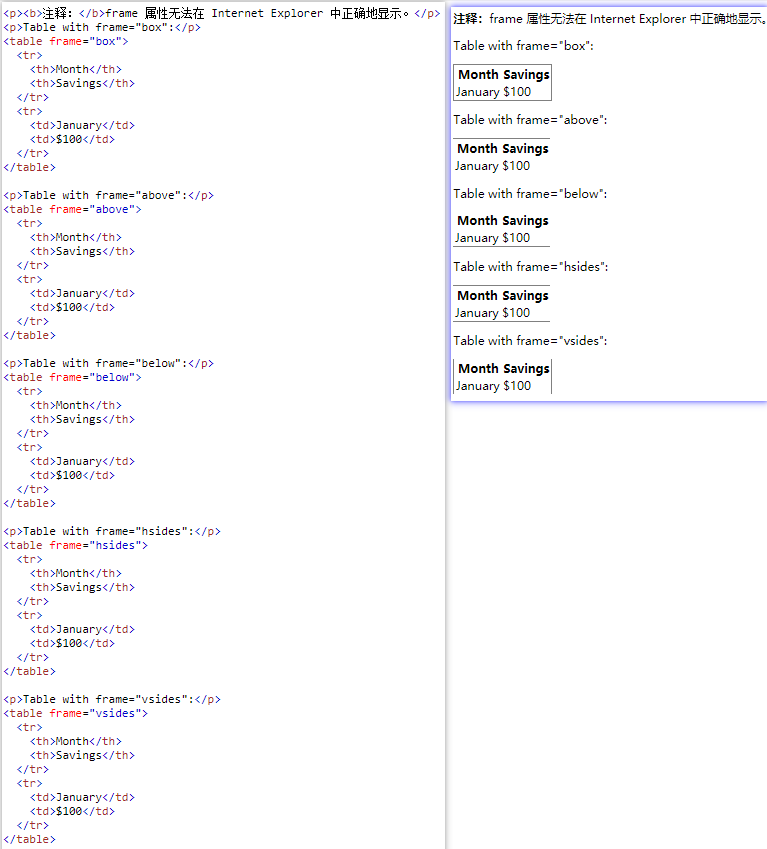 <p><b>注释：</b>frame 属性无法在 Internet Explorer 中正确地显示。</p>
<p>Table with frame="box":</p>
<table frame="box">
  <tr>
    <th>Month</th>
    <th>Savings</th>
  </tr>
  <tr>
    <td>January</td>
    <td>$100</td>
  </tr>
</table>

<p>Table with frame="above":</p>
<table frame="above">
  <tr>
    <th>Month</th>
    <th>Savings</th>
  </tr>
  <tr>
    <td>January</td>
    <td>$100</td>
  </tr>
</table>

<p>Table with frame="below":</p>
<table frame="below">
  <tr>
    <th>Month</th>
    <th>Savings</th>
  </tr>
  <tr>
    <td>January</td>
    <td>$100</td>
  </tr>
</table>

<p>Table with frame="hsides":</p>
<table frame="hsides">
  <tr>
    <th>Month</th>
    <th>Savings</th>
  </tr>
  <tr>
    <td>January</td>
    <td>$100</td>
  </tr>
</table>

<p>Table with frame="vsides":</p>
<table frame="vsides">
  <tr>
    <th>Month</th>
    <th>Savings</th>
  </tr>
  <tr>
    <td>January</td>
    <td>$100</td>
  </tr>
</table>
注释：frame 属性无法在 Internet Explorer 中正确地显示。
Table with frame="box":
Month Savings
January $100
Table with frame="above":
Month Savings
January $100
Table with frame="below":
Month Savings
January $100
Table with frame="hsides":
Month Savings
January $100
Table with frame="vsides":
Month Savings
January $100